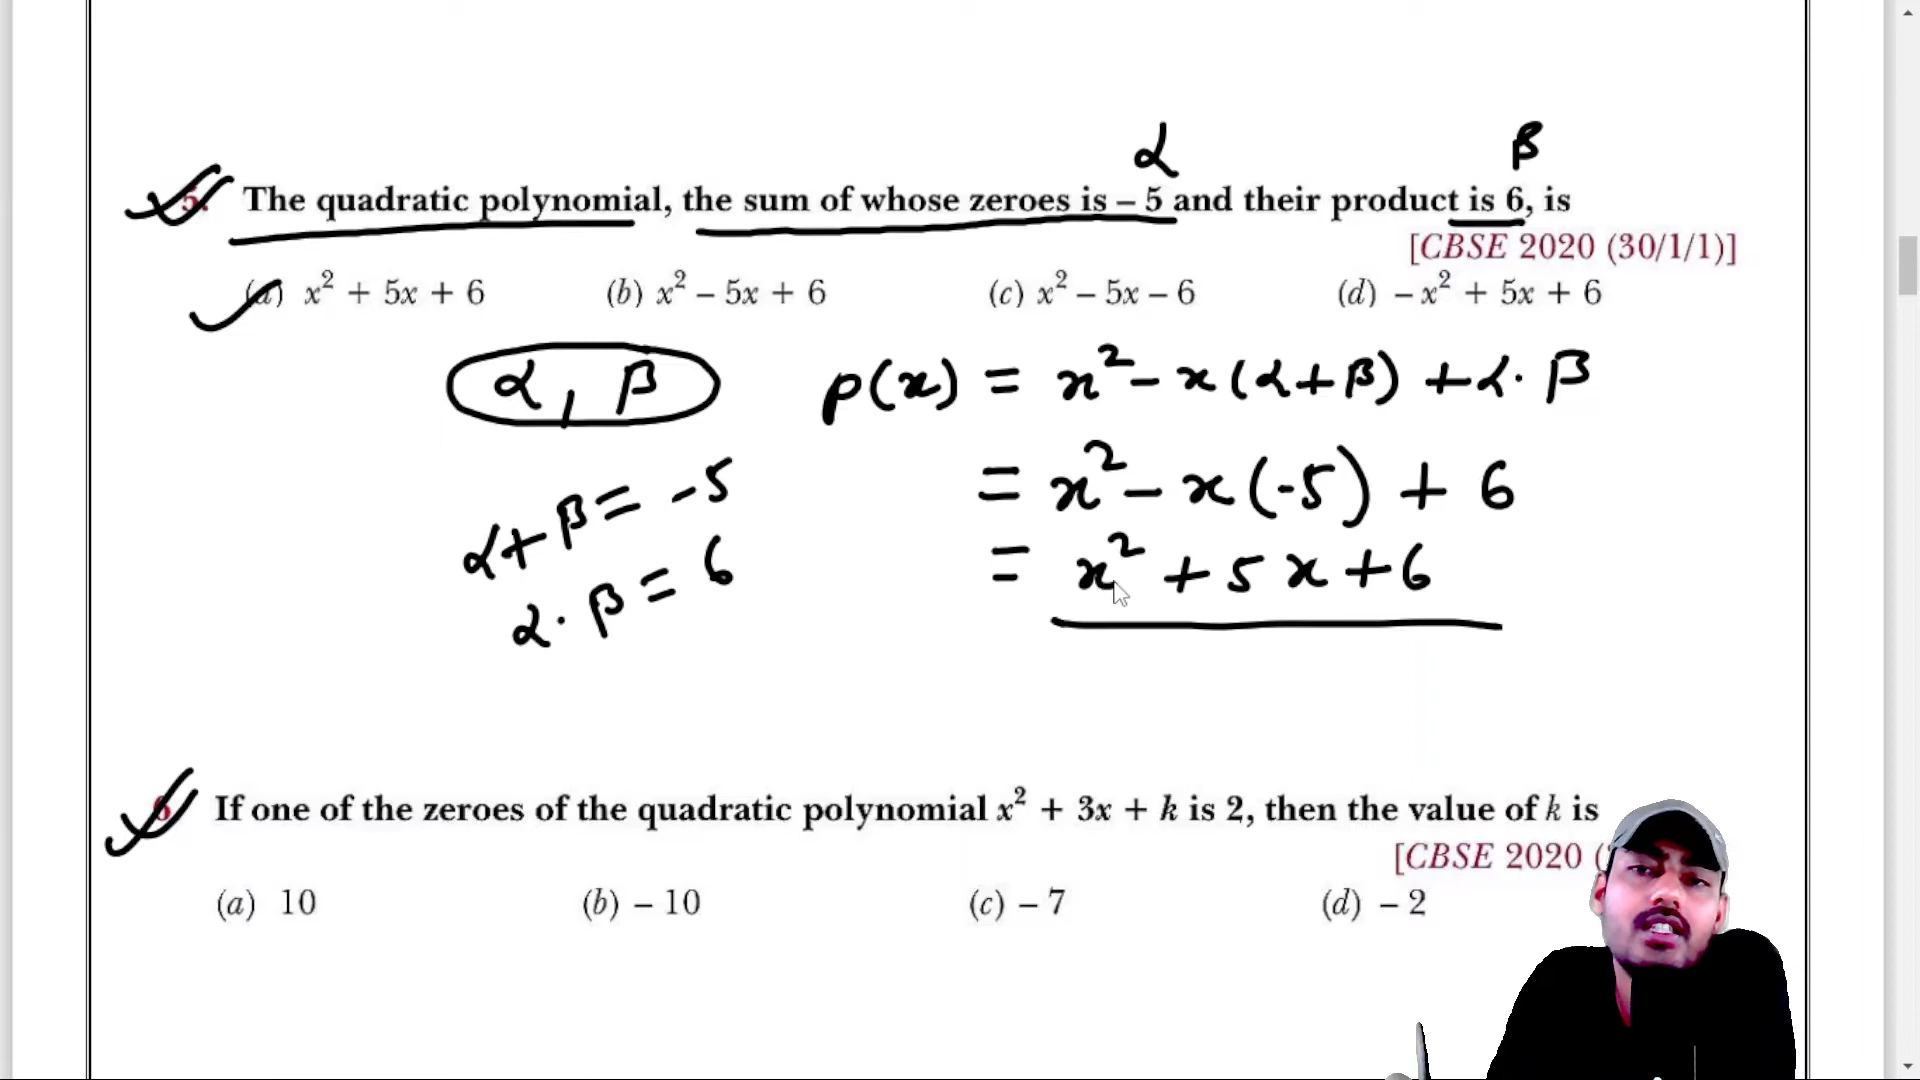 α β
5. The quadratic polynomial, the sum of whose zeroes is – 5 and their product is 6, is
[CBSE 2020 (30/1/1)]
(a) x² + 5x + 6 (b) x² – 5x + 6 (c) x² – 5x – 6 (d) – x² + 5x + 6
α, β p(x) = x² - x(α+β) + α·β
= x² - x(-5) + 6
α+β = -5
= x² + 5x + 6
α·β = 6
If one of the zeroes of the quadratic polynomial x² + 3x + k is 2, then the value of k is
[CBSE 2020 (
(a) 10 (b) – 10 (c) – 7 (d) – 2